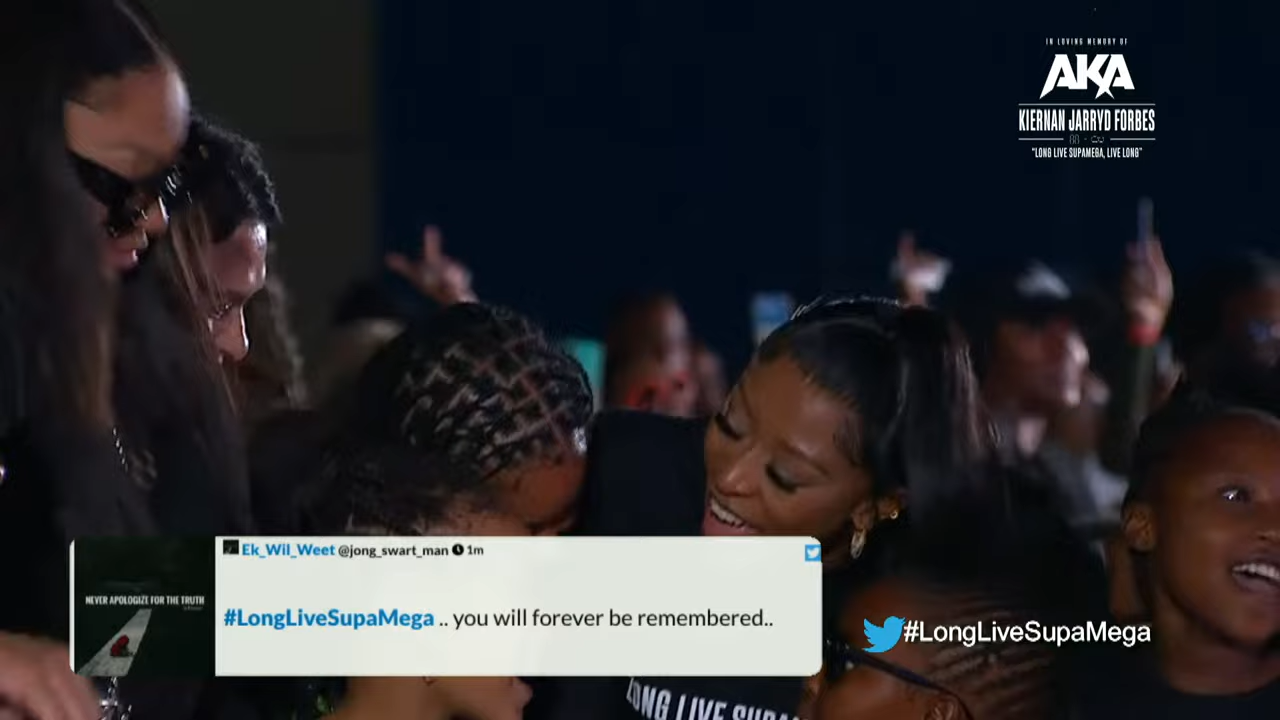 IN LOVING MEMORY OF
AKA
KIERNAN JARRYD FORBES
"LONG LIVE SUPAMEGA, LIVE LONG"
Ek_Wil_Weet @jong_swart_man 1m
NEVER APOLOGIZE FOR THE TRUTH
#LongLiveSupaMega .. you will forever be remembered..
#LongLiveSupaMega
LONG LIVE